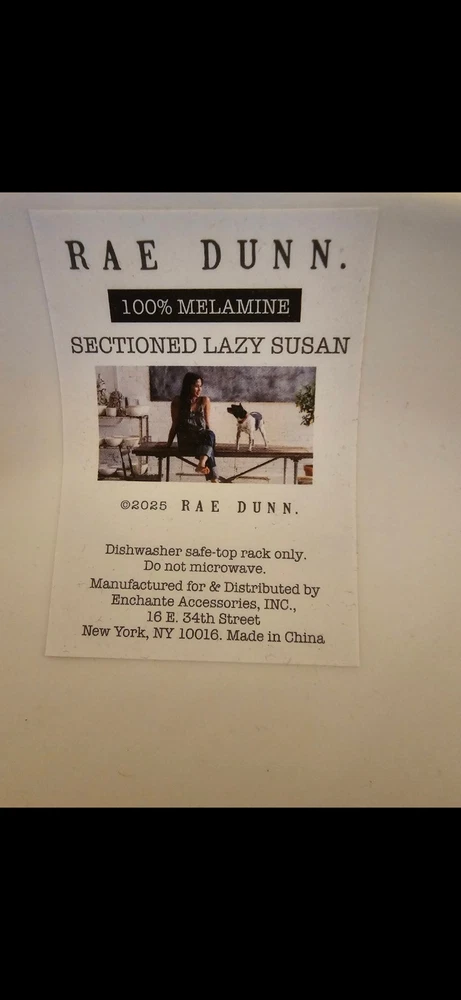 RAE DUNN.
100% MELAMINE
SECTIONED LAZY SUSAN
©2025 RAE DUNN.
Dishwasher safe-top rack only.
Do not microwave.
Manufactured for & Distributed by
Enchante Accessories, INC.,
16 E. 34th Street
New York, NY 10016. Made in China